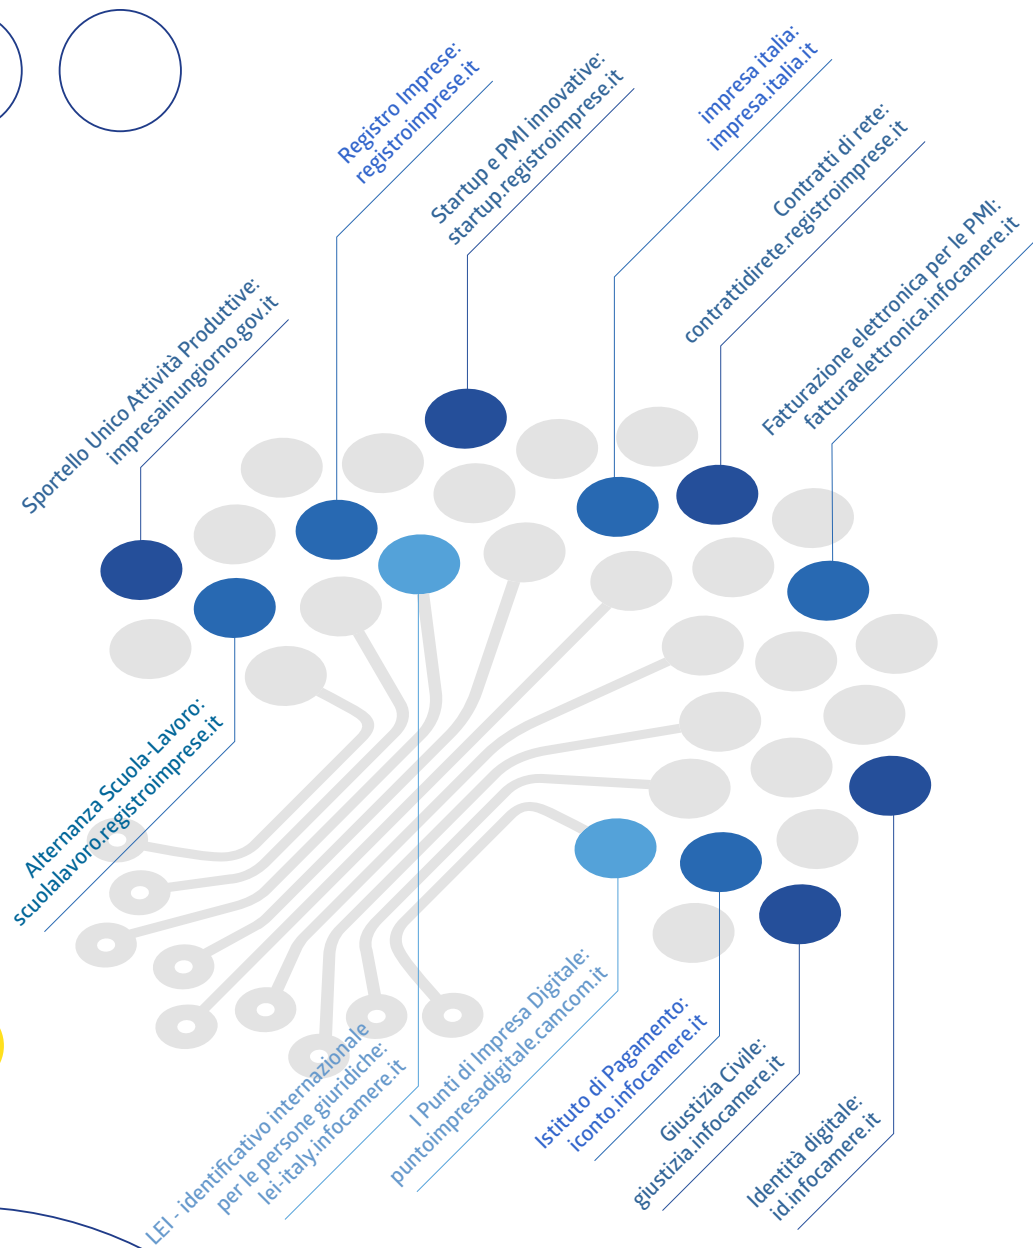 Registro Imprese:
registroimprese.it
Startup e PMI innovative:
startup.registroimprese.it
impresa italia:
impresa.italia.it
Contratti di rete:
contrattidirete.registroimprese.it
Fatturazione elettronica per le PMI:
fatturaelettronica.infocamere.it
Sportello Unico Attività Produttive:
impresainungiorno.gov.it
Alternanza Scuola-Lavoro:
scuolalavoro.registroimprese.it
LEI - identificativo internazionale
per le persone giuridiche:
lei-italy.infocamere.it
I Punti di Impresa Digitale:
puntoimpresadigitale.camcom.it
Istituto di Pagamento:
iconto.infocamere.it
Giustizia Civile:
giustizia.infocamere.it
Identità digitale:
id.infocamere.it